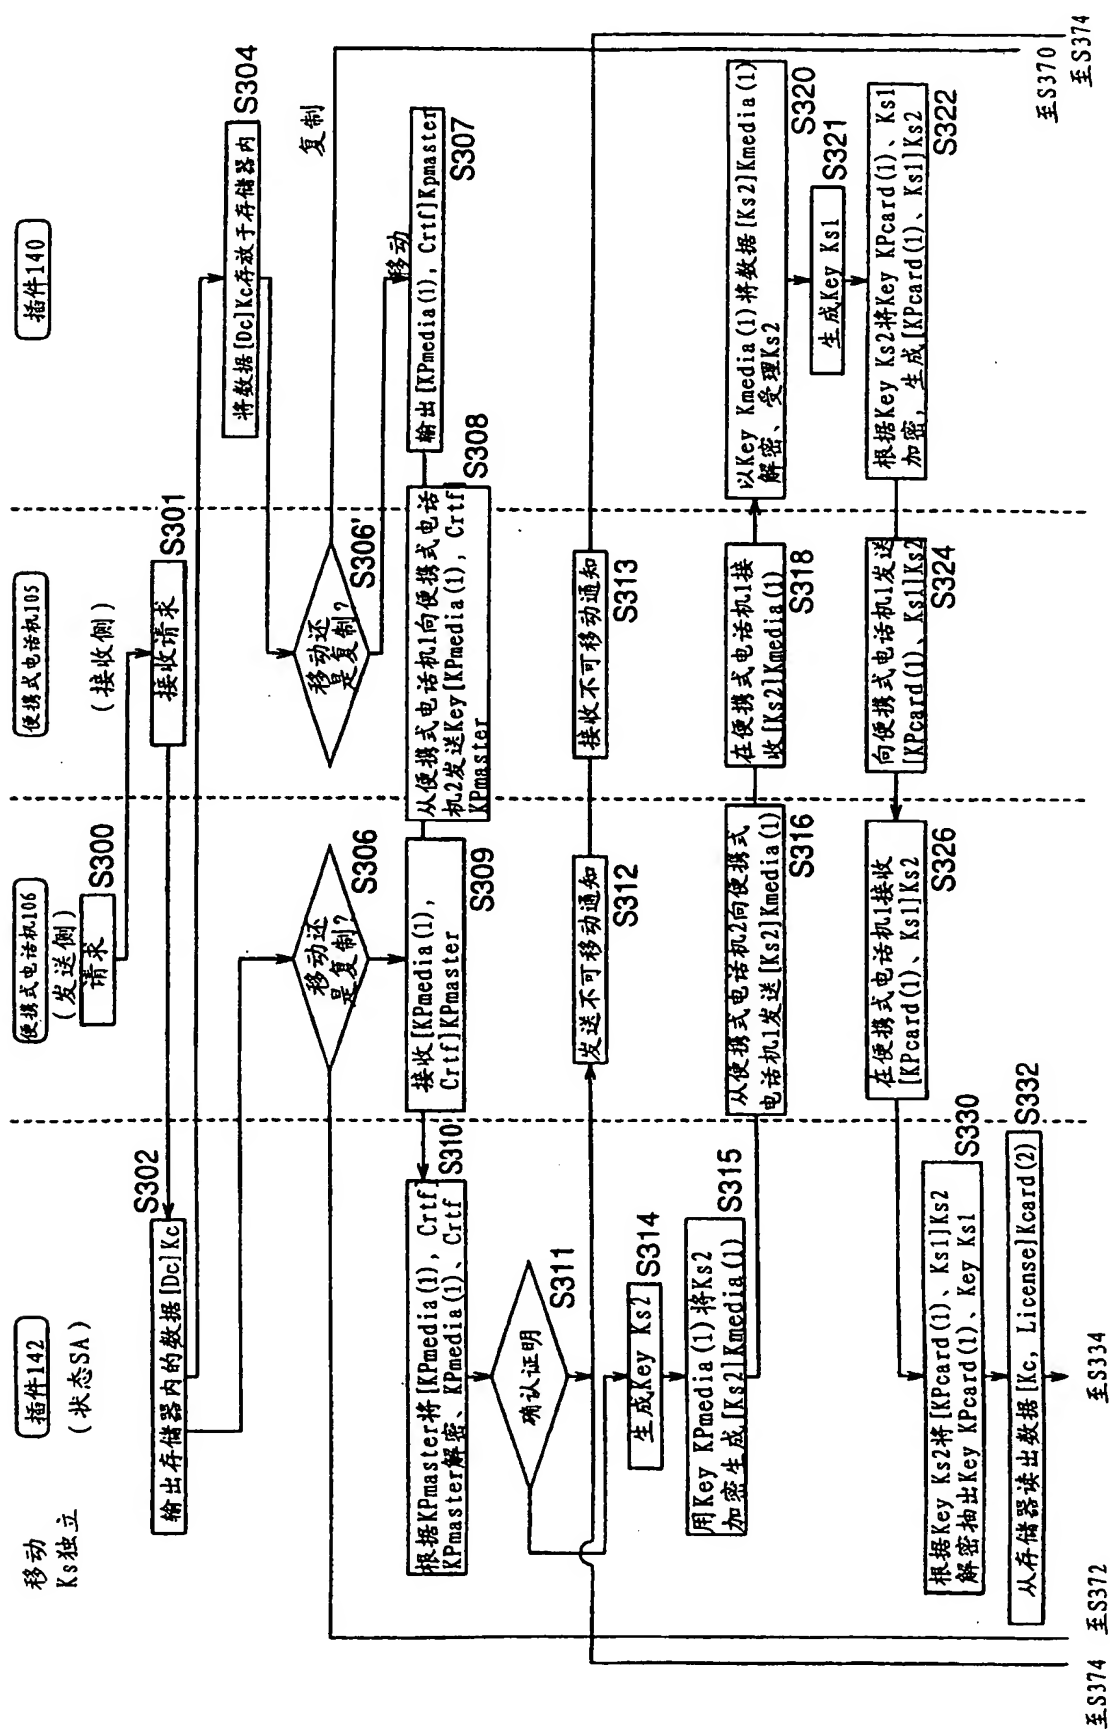 移动
Ks独立
插件142
(状态SA)
便携式电话机106
(发送侧)
便携式电话机105
(接收侧)
插件140
请求
S300
接收请求
S301
输出存储器内的数据[Dc]Kc
S302
将数据[Dc]Kc存放于存储器内
S304
移动还
是复制?
S306
移动还
是复制?
S306'
复制
移动
输出[KPmedia(1), Crtf]Kpmaster
S307
从便携式电话机1向便携式电话
机2发送Key[KPmedia(1), Crtf]
KPmaster
S308
接收[KPmedia(1),
Crtf]KPmaster
S309
根据KPmaster将[KPmedia(1), Crtf]
KPmaster解密、KPmedia(1)、Crtf
S310
确认证明
S311
发送不可移动通知
S312
接收不可移动通知
S313
生成Key Ks2
S314
用Key KPmedia(1)将Ks2
加密生成[Ks2]Kmedia(1)
S315
从便携式电话机2向便携式
电话机1发送[Ks2]Kmedia(1)
S316
在便携式电话机1接
收[Ks2]Kmedia(1)
S318
以Key Kmedia(1)将数据[Ks2]Kmedia(1)
解密、受理Ks2
S320
生成Key Ks1
S321
根据Key Ks2将Key KPcard(1)、Ks1
加密, 生成[KPcard(1)、Ks1]Ks2
S322
向便携式电话机1发送
[KPcard(1)、Ks1]Ks2
S324
在便携式电话机1接收
[KPcard(1)、Ks1]Ks2
S326
根据Key Ks2将[KPcard(1)、Ks1]Ks2
解密抽出Key KPcard(1)、Key Ks1
S330
从存储器读出数据[Kc, License]Kcard(2)
S332
至S374
至S372
至S334
至S370
至S374